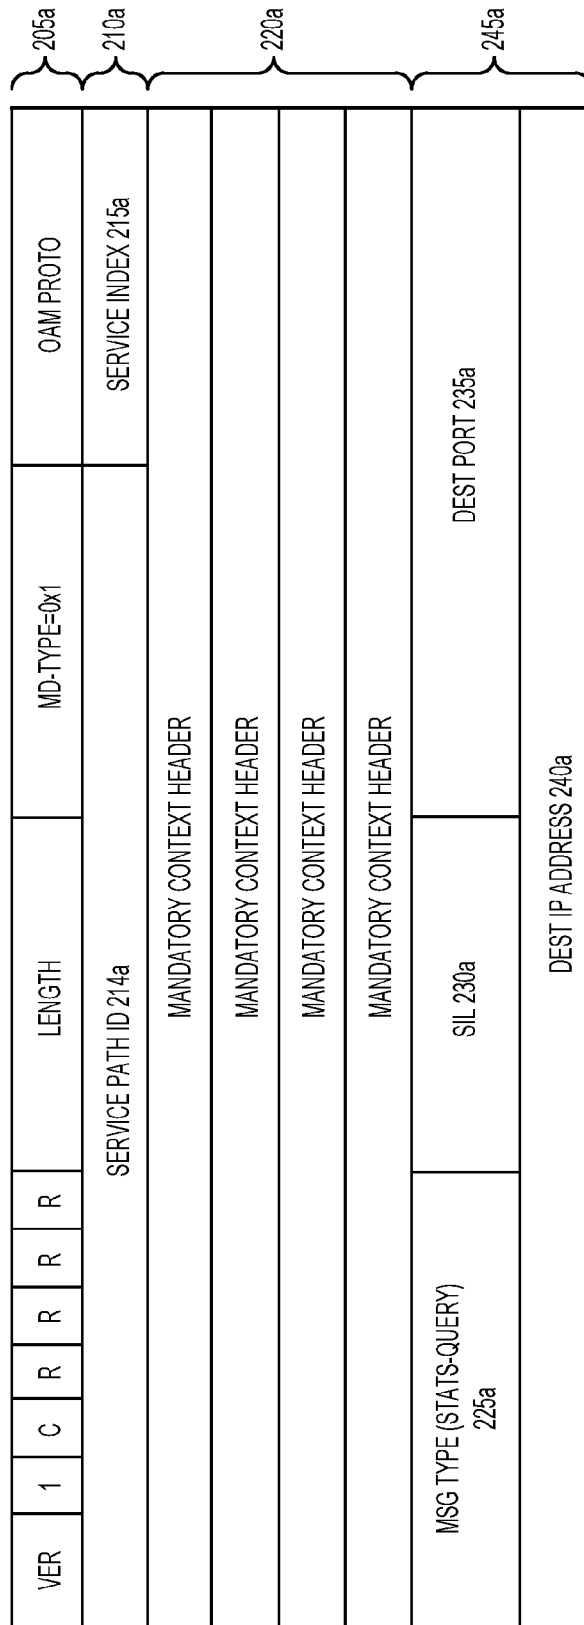 VER 1 C R R R R LENGTH MD-TYPE=0x1 OAM PROTO 205a
SERVICE PATH ID 214a SERVICE INDEX 215a 210a
MANDATORY CONTEXT HEADER
MANDATORY CONTEXT HEADER 220a
MANDATORY CONTEXT HEADER
MANDATORY CONTEXT HEADER
MSG TYPE (STATS-QUERY)
225a
SIL 230a
DEST PORT 235a
245a
DEST IP ADDRESS 240a